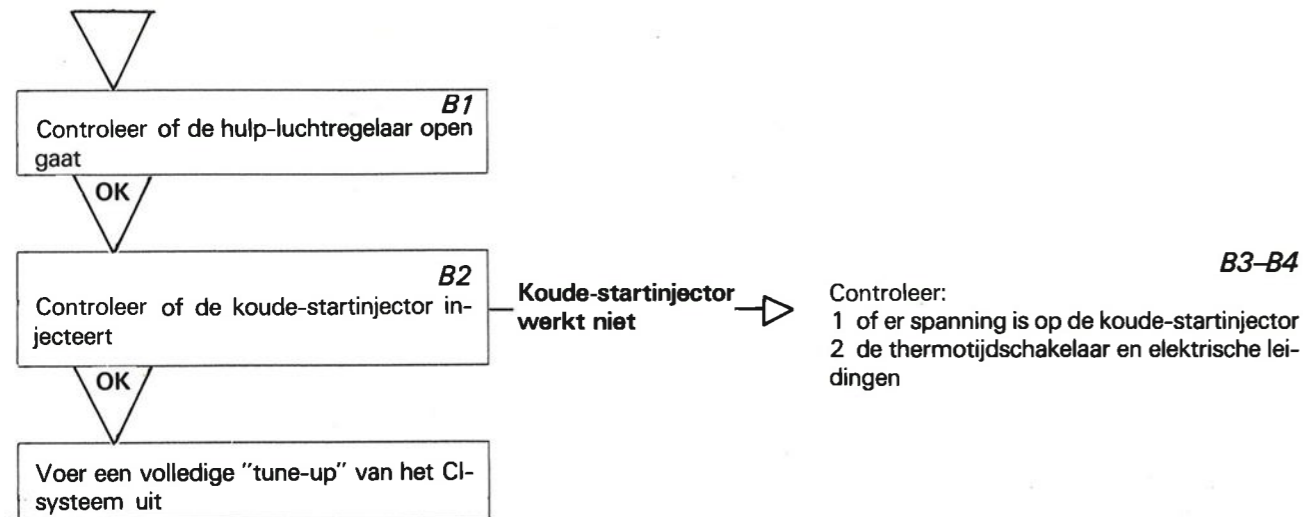 B1
Controleer of de hulp-luchtregelaar open
gaat
OK
B2
Controleer of de koude-startinjector in-
jecteert
Koude-startinjector
werkt niet
B3–B4
Controleer:
1 of er spanning is op de koude-startinjector
2 de thermotijdschakelaar en elektrische lei-
dingen
OK
Voer een volledige "tune-up" van het CI-
systeem uit